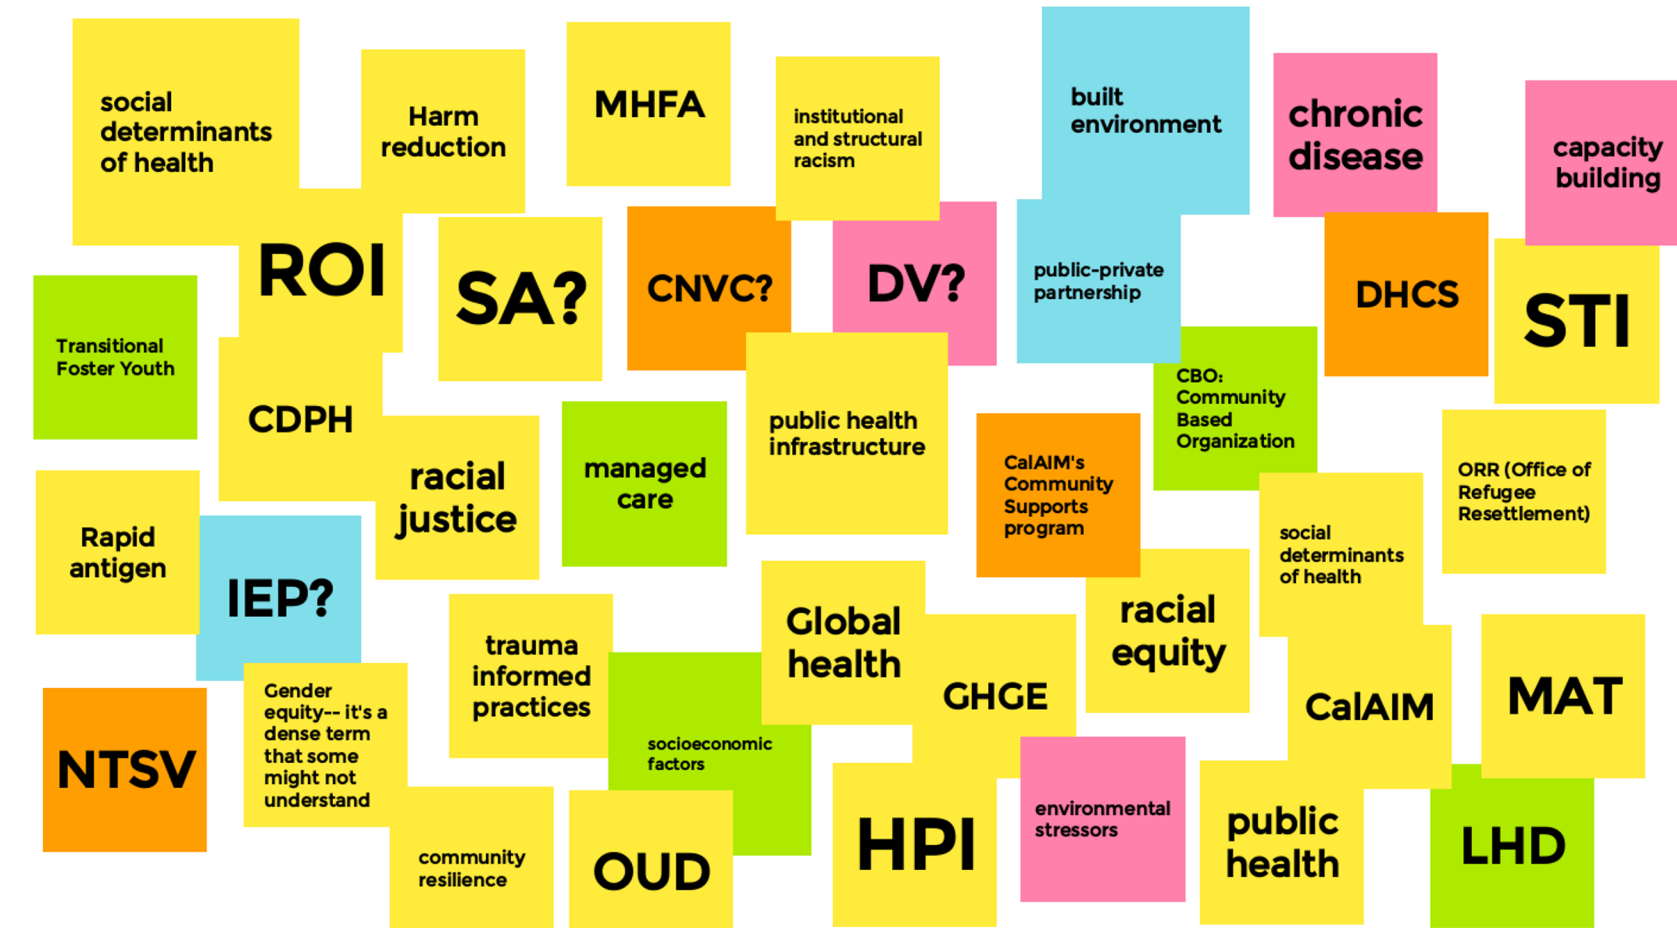 social
determinants
of health
Harm
reduction
MHFA
institutional
and structural
racism
built
environment
chronic
disease
capacity
building
ROI
SA?
CNVC?
DV?
public-private
partnership
DHCS
STI
Transitional
Foster Youth
CDPH
racial
justice
managed
care
public health
infrastructure
CalAIM's
Community
Supports
program
CBO:
Community
Based
Organization
ORR (Office of
Refugee
Resettlement)
Rapid
antigen
IEP?
trauma
informed
practices
Global
health
GHGE
racial
equity
social
determinants
of health
CalAIM
MAT
NTSV
Gender
equity-- it's a
dense term
that some
might not
understand
socioeconomic
factors
community
resilience
OUD
HPI
environmental
stressors
public
health
LHD